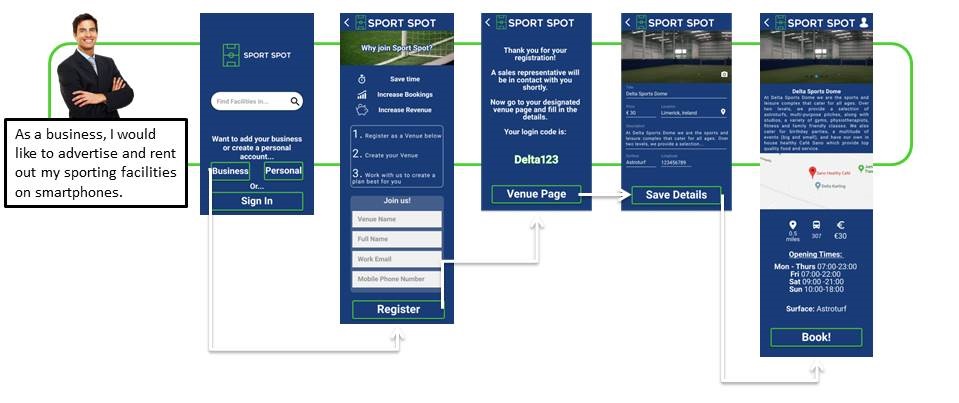 As a business, I would
like to advertise and rent
out my sporting facilities
on smartphones.
SPORT SPOT
Find Facilities in...
Want to add your business
or create a personal
account...
Business
Personal
Or...
Sign In
SPORT SPOT
Why join Sport Spot?
Save time
Increase Bookings
Increase Revenue
1. Register as a Venue below
2. Create your Venue
3. Work with us to create a
plan best for you
Join us!
Venue Name
Full Name
Work Email
Mobile Phone Number
Register
SPORT SPOT
Thank you for your
registration!
A sales representative will
be in contact with you
shortly.
Now go to your designated
venue page and fill in the
details.
Your login code is:
Delta123
Venue Page
SPORT SPOT
Title
Delta Sports Dome
Price
Location
€ 30
Limerick, Ireland
Description
At Delta Sports Dome we are the sports and
leisure complex that cater for all ages. Over
two levels, we provide a selection...
Surface
Longitude
Astroturf
123456789
Save Details
SPORT SPOT
Delta Sports Dome
At Delta Sports Dome we are the sports and
leisure complex that cater for all ages. Over
two levels, we provide a selection of
astroturfs, multi-purpose pitches, along with
studios, a variety of gyms, physiotherapists,
fitness and family friendly classes. We also
cater for birthday parties, a multitude of
events (big and small), and have our own in
house healthy Café Sano which provide top
quality food and service.
Sano Healthy Café
Delta Karting
0.5
miles
307
€30
Opening Times:
Mon - Thurs 07:00-23:00
Fri 07:00-22:00
Sat 09:00 -21:00
Sun 10:00-18:00
Surface: Astroturf
Book!